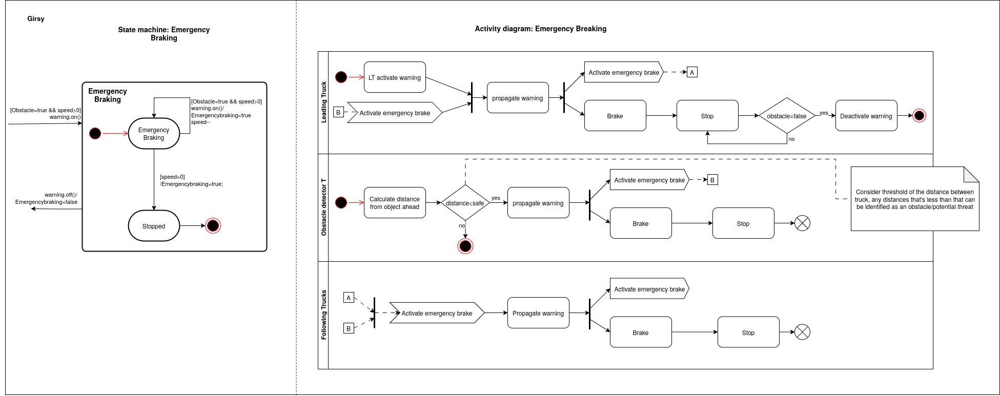 Girsy
State machine: Emergency
Braking
[Obstacle=true && speed>0]
warning.on()
Emergency
Braking
[Obstacle=true && speed>0]
warning.on()/
Emergencybraking=true
speed--
Emergency
Braking
[speed=0]
/Emergencybraking=true;
warning.off()/
Emergencybraking=false
Stopped
Activity diagram: Emergency Breaking
Leading Truck
LT activate warning
B
Activate emergency brake
propagate warning
Activate emergency brake
A
Brake
Stop
obstacle=false
yes
no
Deactivate warning
Obstacle detector T
Calculate distance
from object ahead
distance<safe
yes
no
propagate warning
Activate emergency brake
B
Brake
Stop
Consider threshold of the distance between
truck, any distances that's less than that can
be identified as an obstacle/potential threat
Following Trucks
A
B
Activate emergency brake
Propagate warning
Activate emergency brake
Brake
Stop